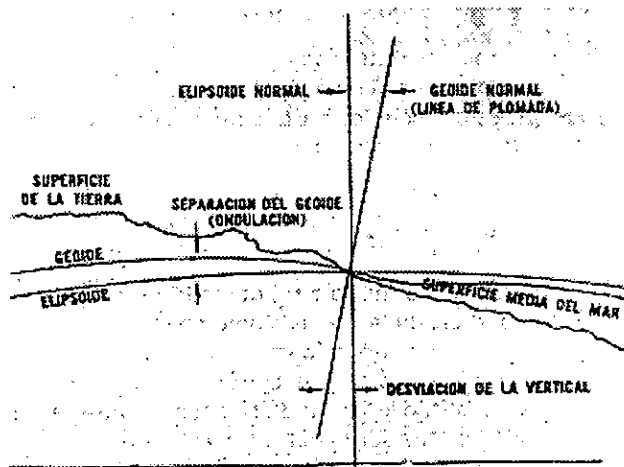 ELIPSOIDE NORMAL
GEOIDE NORMAL
(LINEA DE PLOMADA)
SUPERFICIE
DE LA TIERRA
SEPARACION DEL GEOIDE
(ONDULACION)
GEOIDE
ELIPSOIDE
SUPERFICIE MEDIA DEL MAR
DESVIACION DE LA VERTICAL